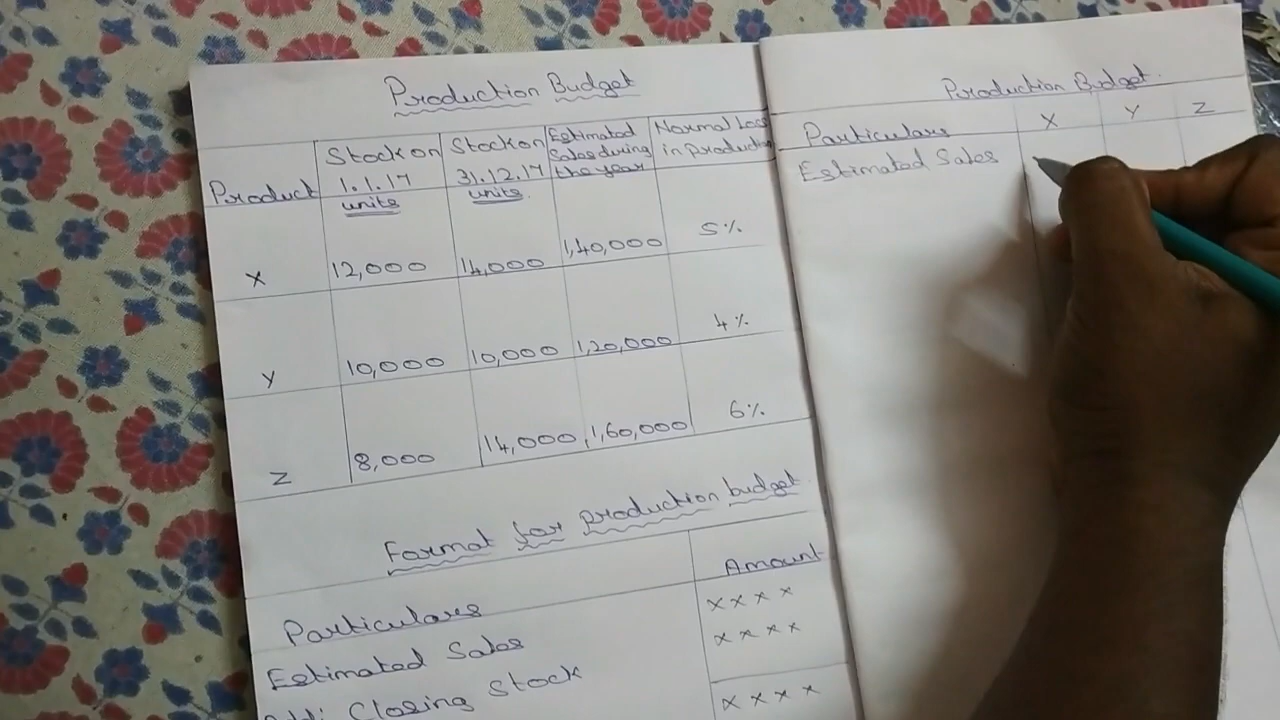 Production Budget
Product
Stock on
1.1.17
units
Stock on
31.12.17
units
Estimated
Sales during
the year
Normal Loss
in production
X
12,000
14,000
1,40,000
5%
Y
10,000
10,000
1,20,000
4%
Z
8,000
14,000
1,60,000
6%
Format for production budget
Particulars
Amount
Estimated Sales
xxxx
xxxx
Closing Stock
xxxx
Production Budget
Particulars
X
Y
Z
Estimated Sales